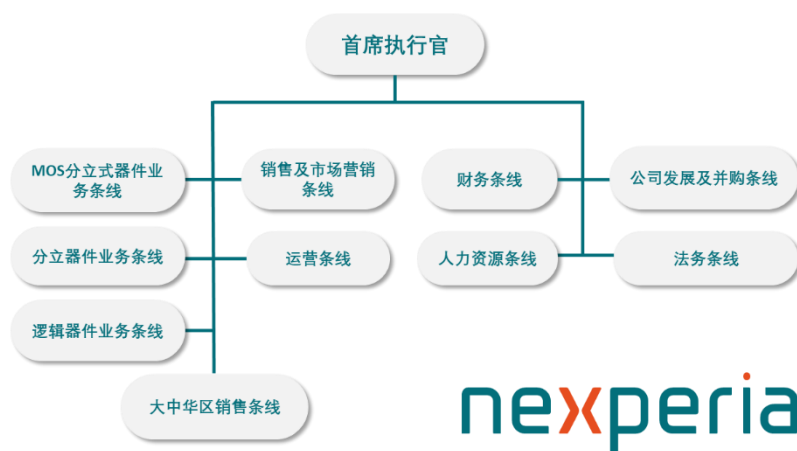 首席执行官
MOS分立式器件业
务条线
销售及市场营销
条线
财务条线
公司发展及并购条线
分立器件业务条线
运营条线
人力资源条线
法务条线
逻辑器件业务条线
大中华区销售条线
nexperia